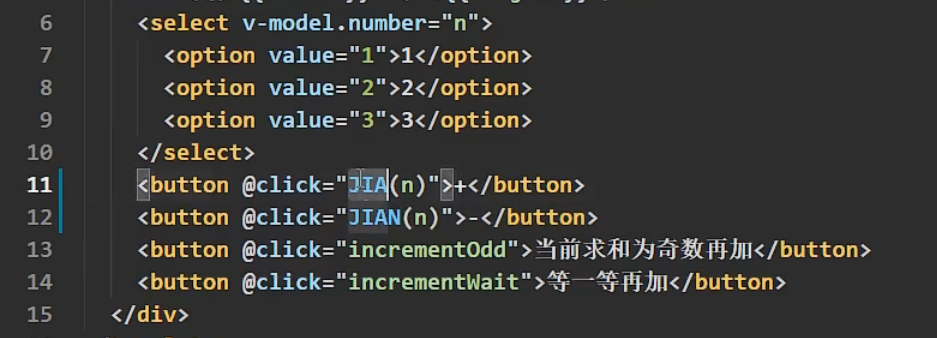 6 <select v-model.number="n">
7 <option value="1">1</option>
8 <option value="2">2</option>
9 <option value="3">3</option>
10 </select>
11 <button @click="JIA(n)">+</button>
12 <button @click="JIAN(n)">-</button>
13 <button @click="incrementOdd">当前求和为奇数再加</button>
14 <button @click="incrementWait">等一等再加</button>
15 </div>